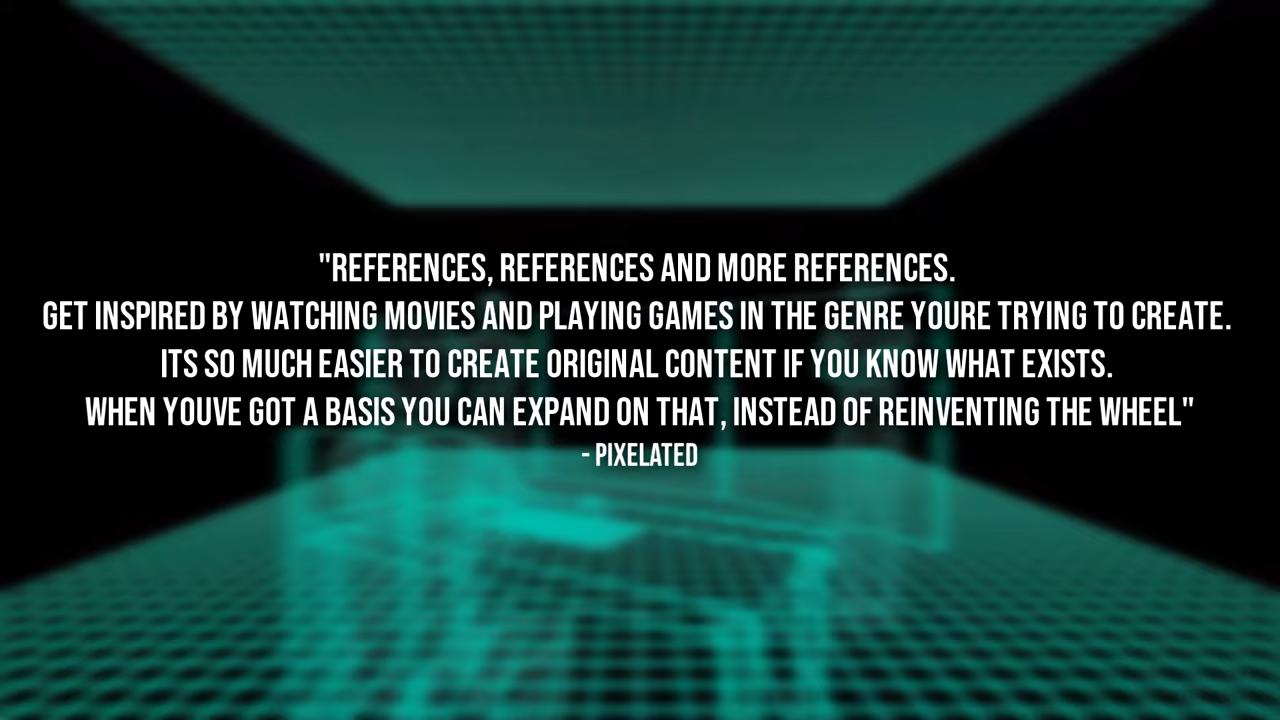 "REFERENCES, REFERENCES AND MORE REFERENCES.
GET INSPIRED BY WATCHING MOVIES AND PLAYING GAMES IN THE GENRE YOURE TRYING TO CREATE.
ITS SO MUCH EASIER TO CREATE ORIGINAL CONTENT IF YOU KNOW WHAT EXISTS.
WHEN YOUVE GOT A BASIS YOU CAN EXPAND ON THAT, INSTEAD OF REINVENTING THE WHEEL"
- PIXELATED